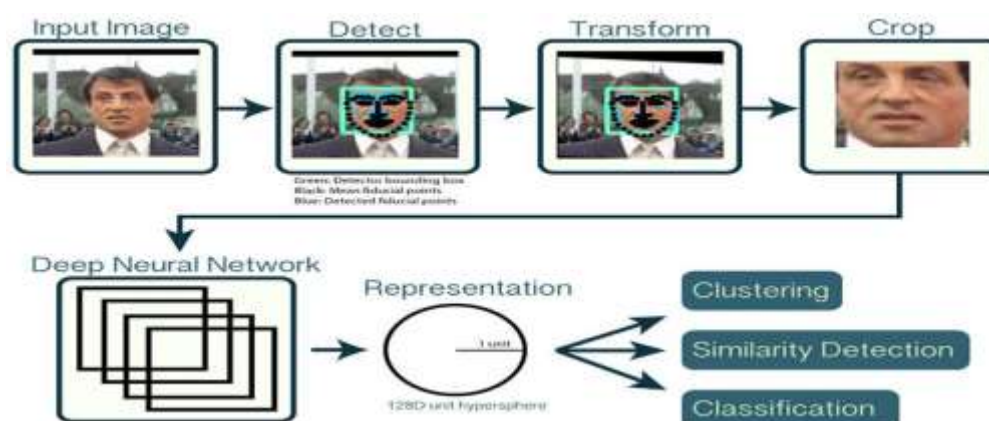 Input Image
Detect
Transform
Crop
Green: Detector bounding box
Black: Mean fiducial points
Blue: Detected fiducial points
Deep Neural Network
Representation
1 unit
128D unit hypersphere
Clustering
Similarity Detection
Classification